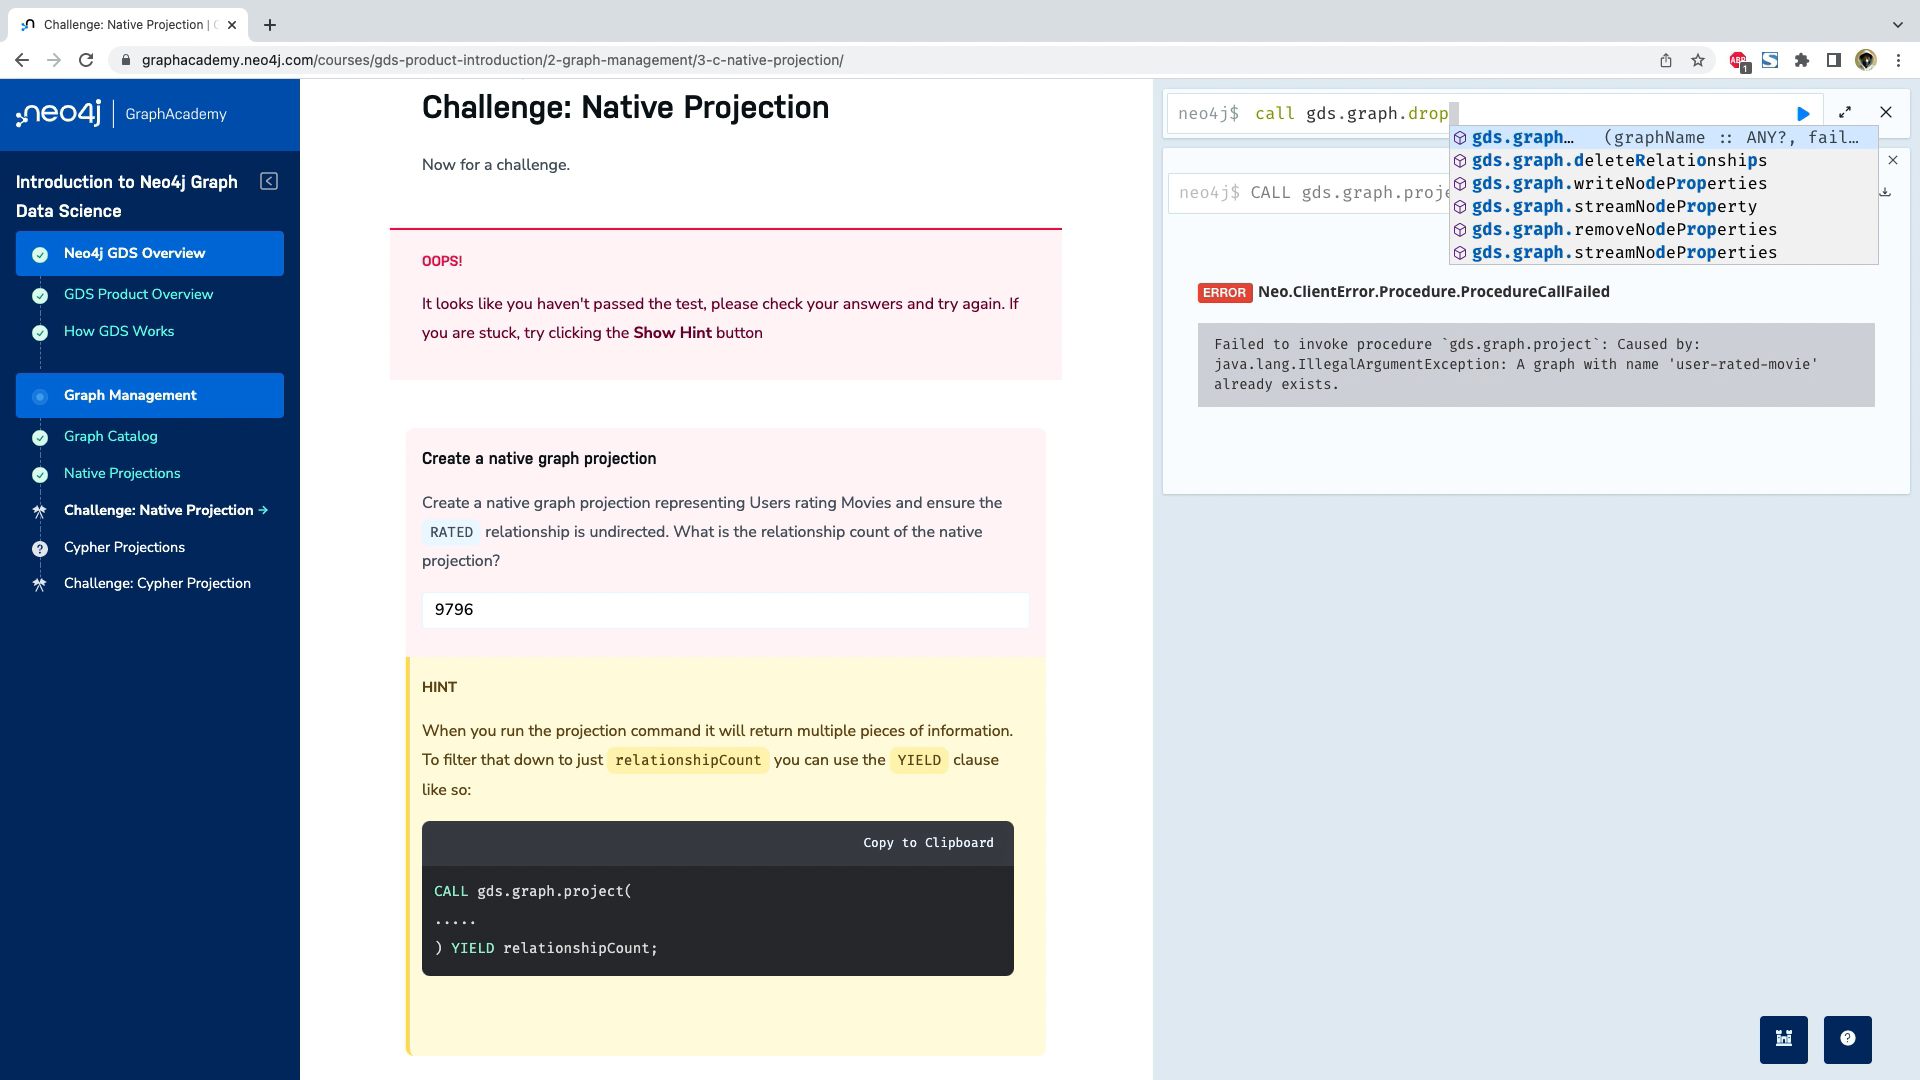 Challenge: Native Projection |
graphacademy.neo4j.com/courses/gds-product-introduction/2-graph-management/3-c-native-projection/
ABP
1
neo4j | GraphAcademy
Introduction to Neo4j Graph
Data Science
Neo4j GDS Overview
GDS Product Overview
How GDS Works
Graph Management
Graph Catalog
Native Projections
Challenge: Native Projection →
Cypher Projections
Challenge: Cypher Projection
Challenge: Native Projection
Now for a challenge.
OOPS!
It looks like you haven't passed the test, please check your answers and try again. If
you are stuck, try clicking the Show Hint button
Create a native graph projection
Create a native graph projection representing Users rating Movies and ensure the
RATED relationship is undirected. What is the relationship count of the native
projection?
9796
HINT
When you run the projection command it will return multiple pieces of information.
To filter that down to just relationshipCount you can use the YIELD clause
like so:
Copy to Clipboard
CALL gds.graph.project(
.....
) YIELD relationshipCount;
neo4j$ call gds.graph.drop
gds.graph… (graphName :: ANY?, fail…
gds.graph.deleteRelationships
gds.graph.writeNodeProperties
gds.graph.streamNodeProperty
gds.graph.removeNodeProperties
gds.graph.streamNodeProperties
neo4j$ CALL gds.graph.proje
ERROR Neo.ClientError.Procedure.ProcedureCallFailed
Failed to invoke procedure `gds.graph.project`: Caused by:
java.lang.IllegalArgumentException: A graph with name 'user-rated-movie'
already exists.